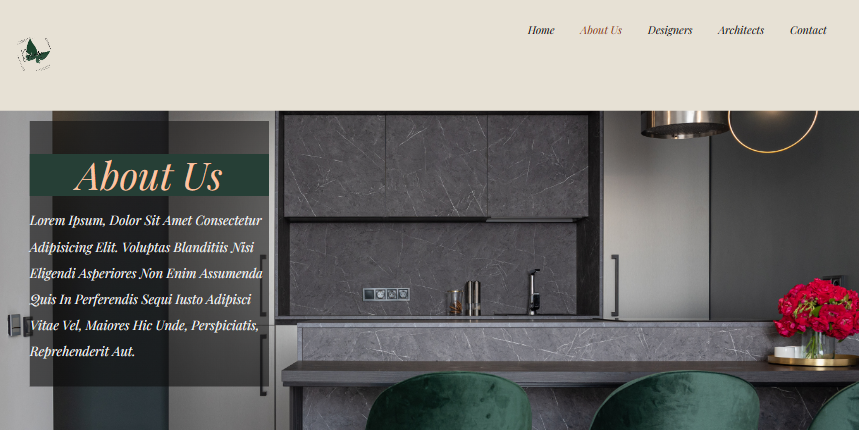 Home About Us Designers Architects Contact
About Us
Lorem Ipsum, Dolor Sit Amet Consectetur
Adipisicing Elit. Voluptas Blanditiis Nisi
Eligendi Asperiores Non Enim Assumenda
Quis In Perferendis Sequi Iusto Adipisci
Vitae Vel, Maiores Hic Unde, Perspiciatis,
Reprehenderit Aut.